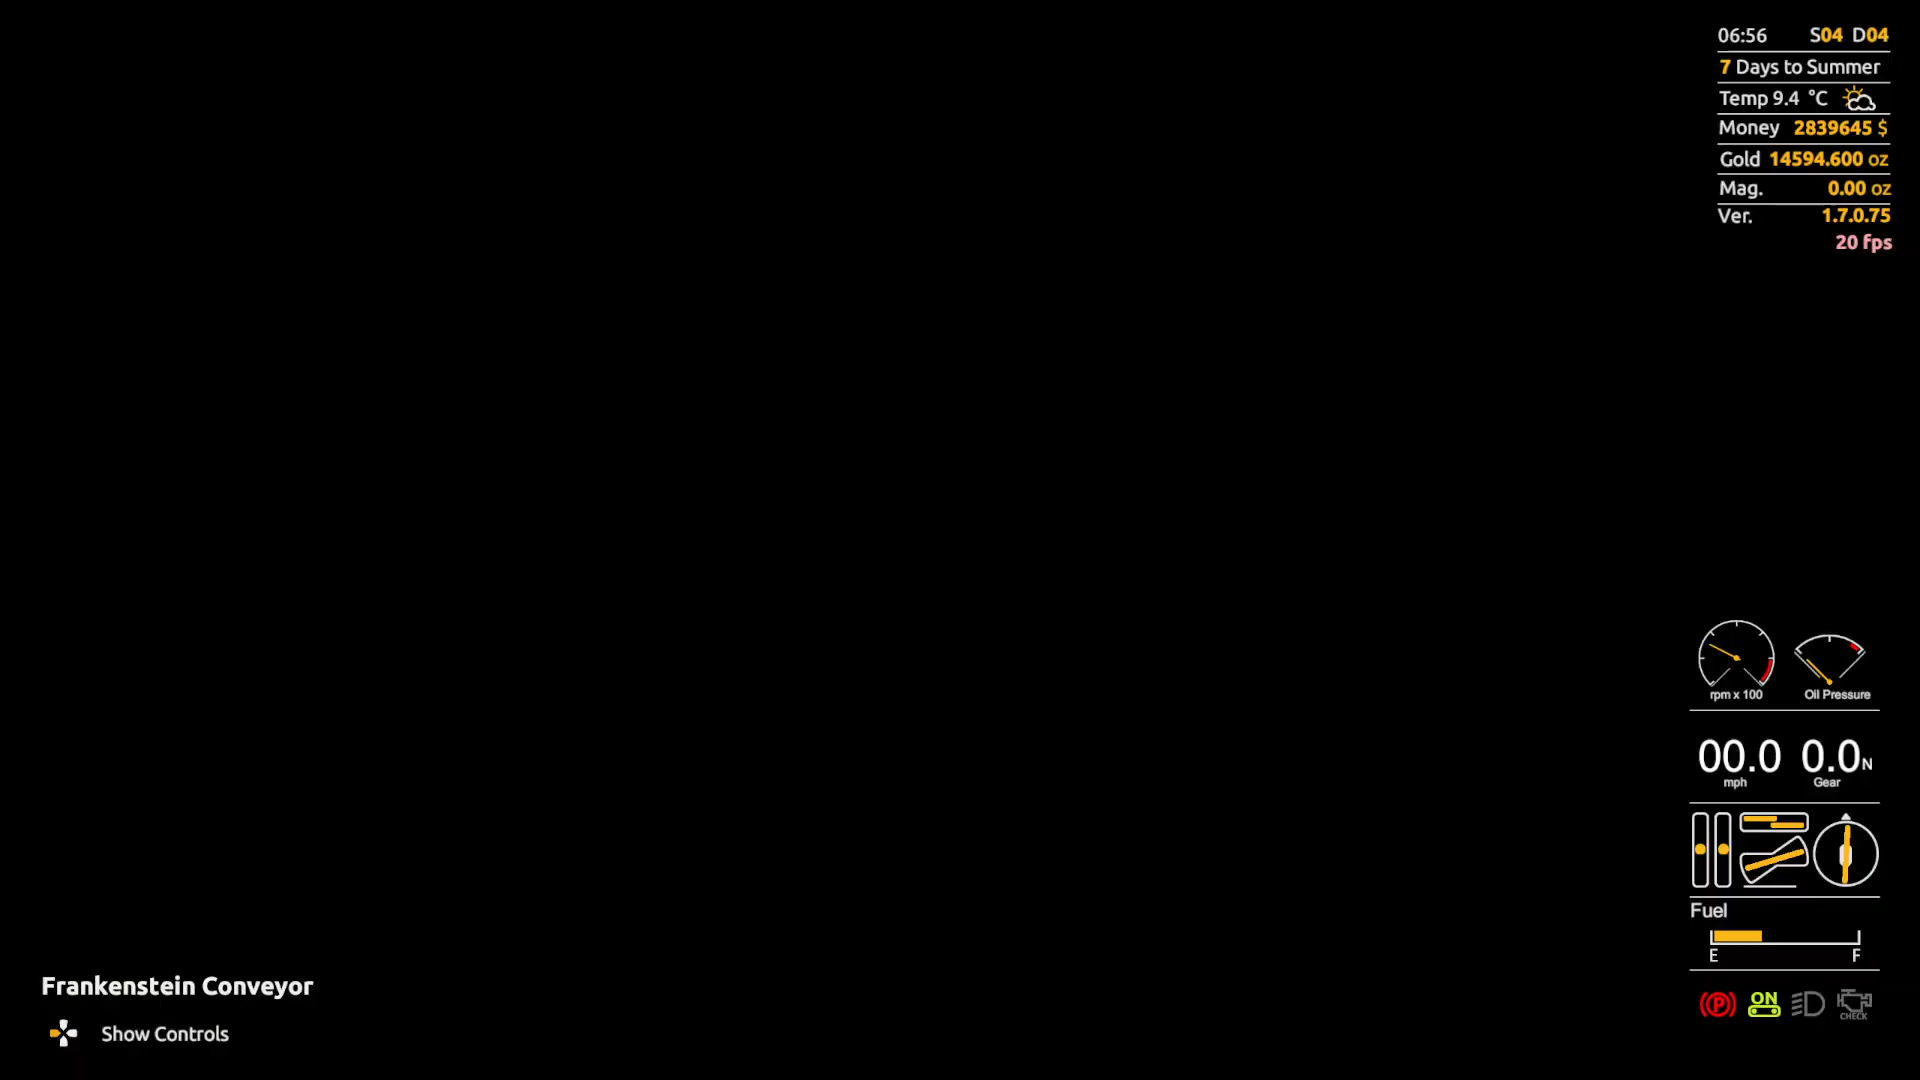 06:56 S04 D04
7 Days to Summer
Temp 9.4 °C
Money 2839645 $
Gold 14594.600 oz
Mag. 0.00 oz
Ver. 1.7.0.75
20 fps
rpm x 100 Oil Pressure
00.0 0.0N
mph Gear
Fuel
E F
Frankenstein Conveyor
(P) ON CHECK
Show Controls